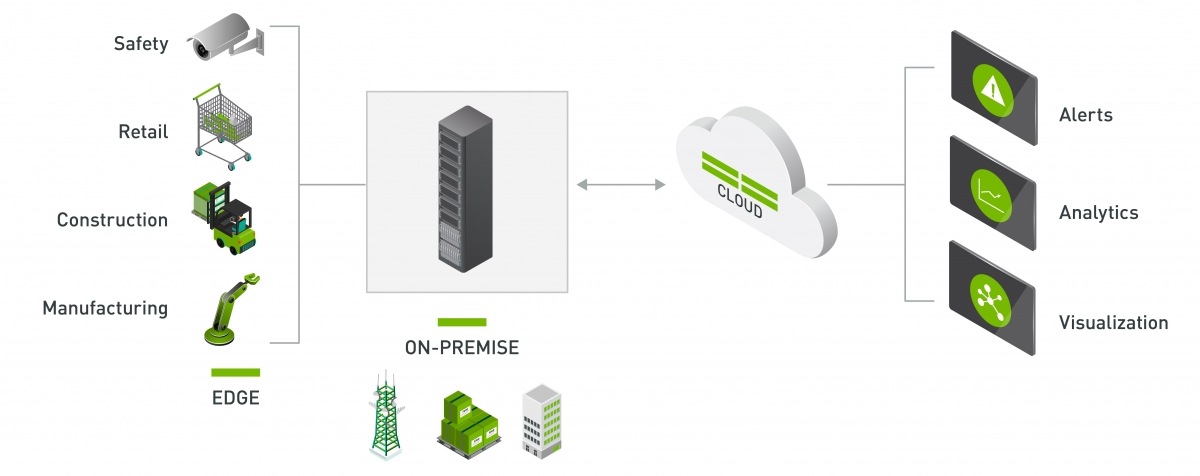 Safety
Retail
Construction
Manufacturing
EDGE
ON-PREMISE
CLOUD
Alerts
Analytics
Visualization